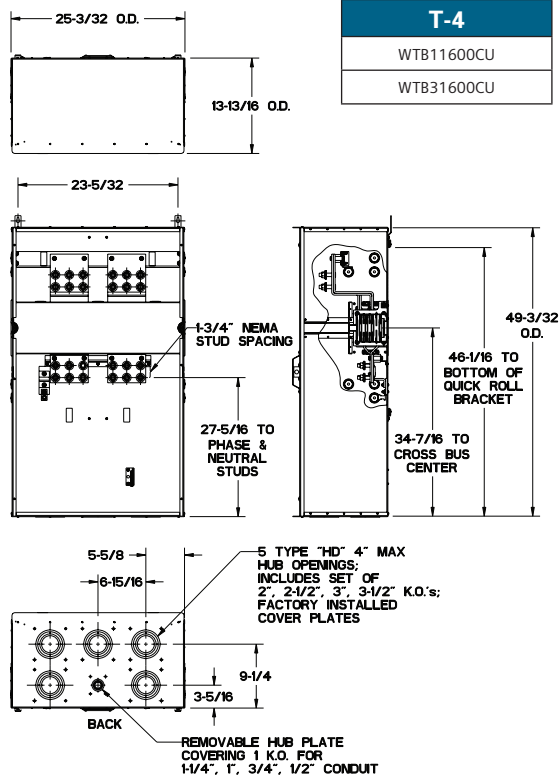 25-3/32 O.D.
T-4
WTB11600CU
WTB31600CU
13-13/16 O.D.
23-5/32
1-3/4" NEMA
STUD SPACING
27-5/16 TO
PHASE &
NEUTRAL
STUDS
49-3/32
O.D.
46-1/16 TO
BOTTOM OF
QUICK ROLL
BRACKET
34-7/16 TO
CROSS BUS
CENTER
5-5/8
6-15/16
5 TYPE "HD" 4" MAX
HUB OPENINGS;
INCLUDES SET OF
2", 2-1/2", 3", 3-1/2" K.O.'s;
FACTORY INSTALLED
COVER PLATES
9-1/4
3-5/16
BACK
REMOVABLE HUB PLATE
COVERING 1 K.O. FOR
1-1/4", 1", 3/4", 1/2" CONDUIT